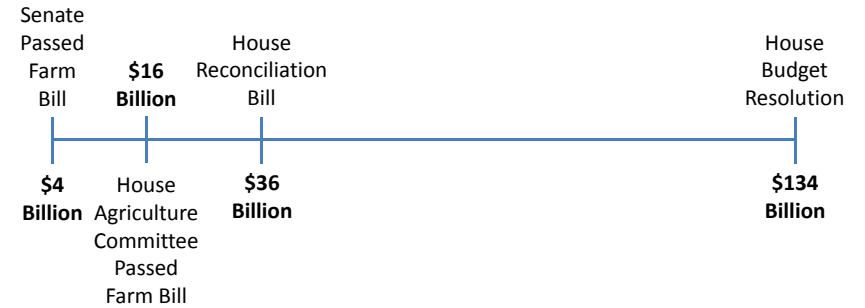 Senate
Passed
Farm
Bill
$16
Billion
House
Reconciliation
Bill
House
Budget
Resolution
$4
Billion
House
Agriculture
Committee
Passed
Farm Bill
$36
Billion
$134
Billion